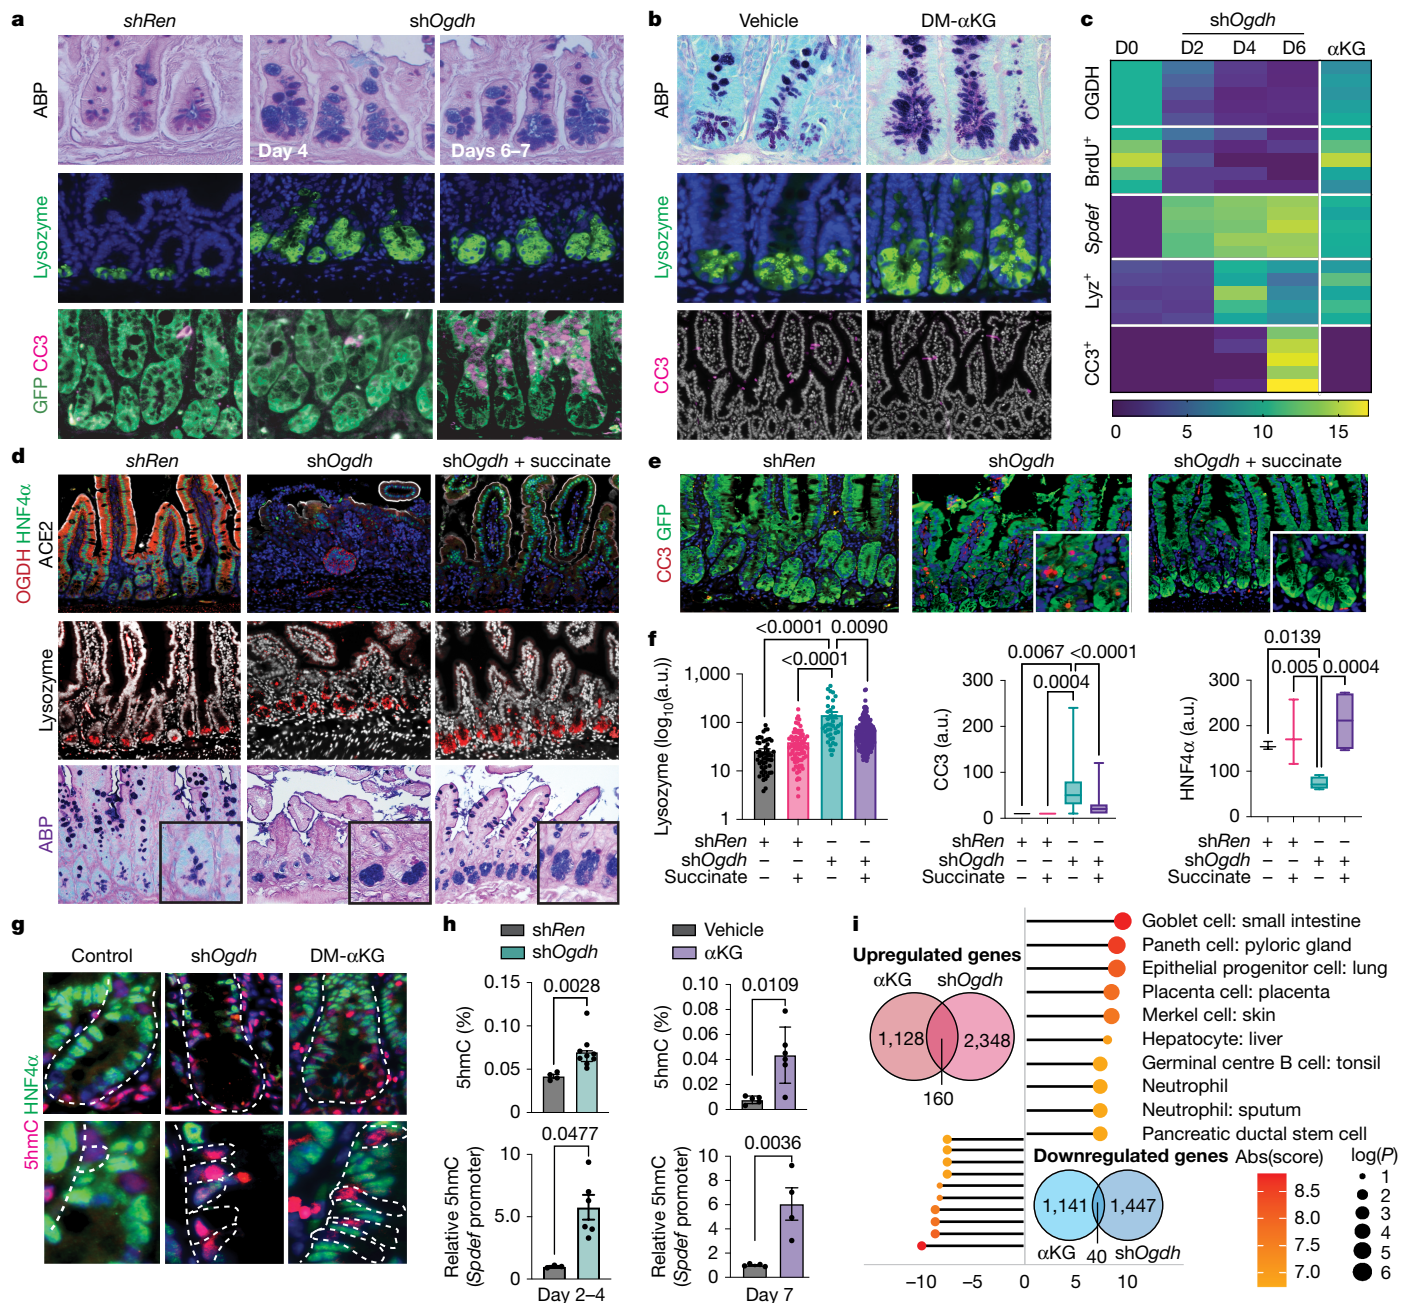 a
shRen
shOgdh
ABP
Day 4
Days 6–7
Lysozyme
GFP CC3
b
Vehicle
DM-αKG
ABP
Lysozyme
CC3
c
shOgdh
D0
D2
D4
D6
αKG
OGDH
BrdU+
Spdef
Lyz+
CC3+
0
5
10
15
d
shRen
shOgdh
shOgdh + succinate
OGDH HNF4α
ACE2
Lysozyme
ABP
e
shRen
shOgdh
shOgdh + succinate
CC3 GFP
f
<0.0001
0.0090
<0.0001
Lysozyme (log10(a.u.))
1,000
100
10
1
shRen + + – –
shOgdh – – + +
Succinate – + – +
0.0067
<0.0001
0.0004
CC3 (a.u.)
300
200
100
0
shRen + + – –
shOgdh – – + +
Succinate – + – +
0.0139
0.005
0.0004
HNF4α (a.u.)
300
200
100
0
shRen + + – –
shOgdh – – + +
Succinate – + – +
g
Control
shOgdh
DM-αKG
5hmC HNF4α
h
shRen
shOgdh
0.0028
5hmC (%)
0.15
0.10
0.05
0
0.0477
Relative 5hmC
(Spdef promoter)
10
5.0
0
Day 2–4
Vehicle
αKG
0.0109
5hmC (%)
0.10
0.08
0.06
0.04
0.02
0
0.0036
Relative 5hmC
(Spdef promoter)
10
8
6
4
2
0
Day 7
i
Upregulated genes
αKG
shOgdh
1,128
2,348
160
Goblet cell: small intestine
Paneth cell: pyloric gland
Epithelial progenitor cell: lung
Placenta cell: placenta
Merkel cell: skin
Hepatocyte: liver
Germinal centre B cell: tonsil
Neutrophil
Neutrophil: sputum
Pancreatic ductal stem cell
Downregulated genes
1,141
1,447
αKG
40
shOgdh
−10
−5
0
5
10
Abs(score)
8.5
8.0
7.5
7.0
log(P)
1
2
3
4
5
6